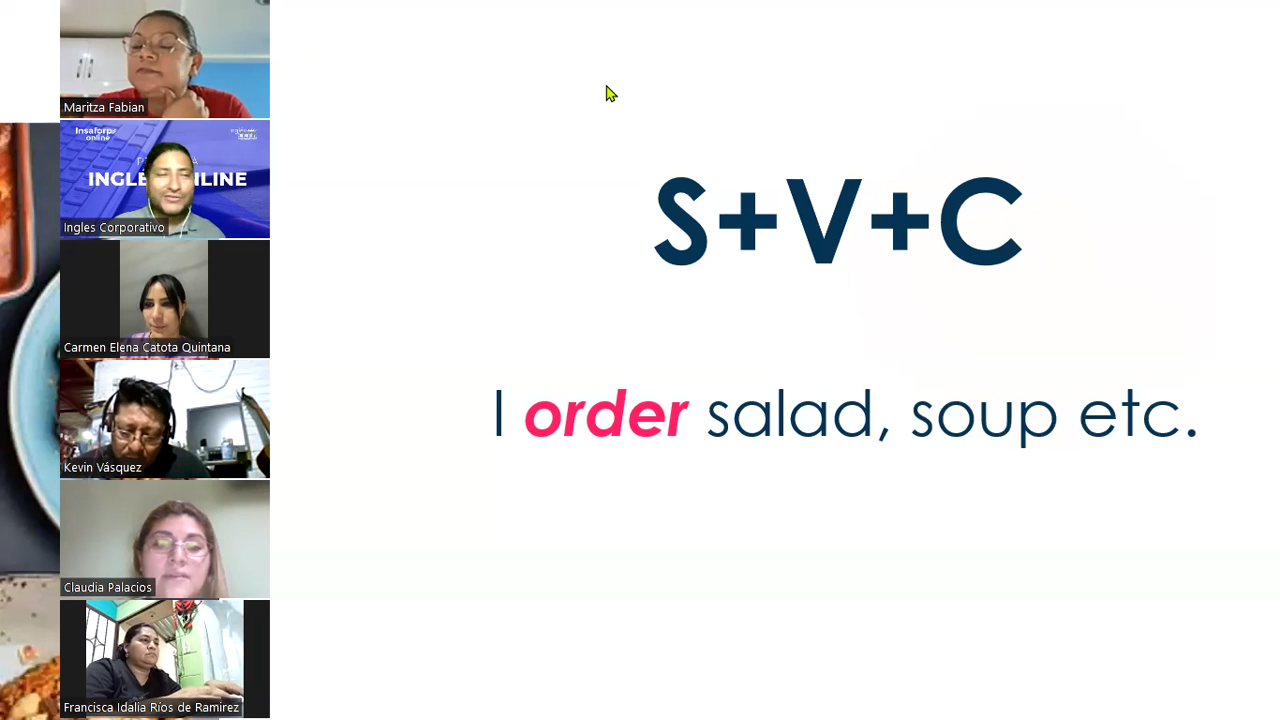 Maritza Fabian
Insaforp
online
INGLÉS ONLINE
Ingles Corporativo
Carmen Elena Catota Quintana
Kevin Vásquez
Claudia Palacios
Francisca Idalia Ríos de Ramirez
S+V+C
I order salad, soup etc.